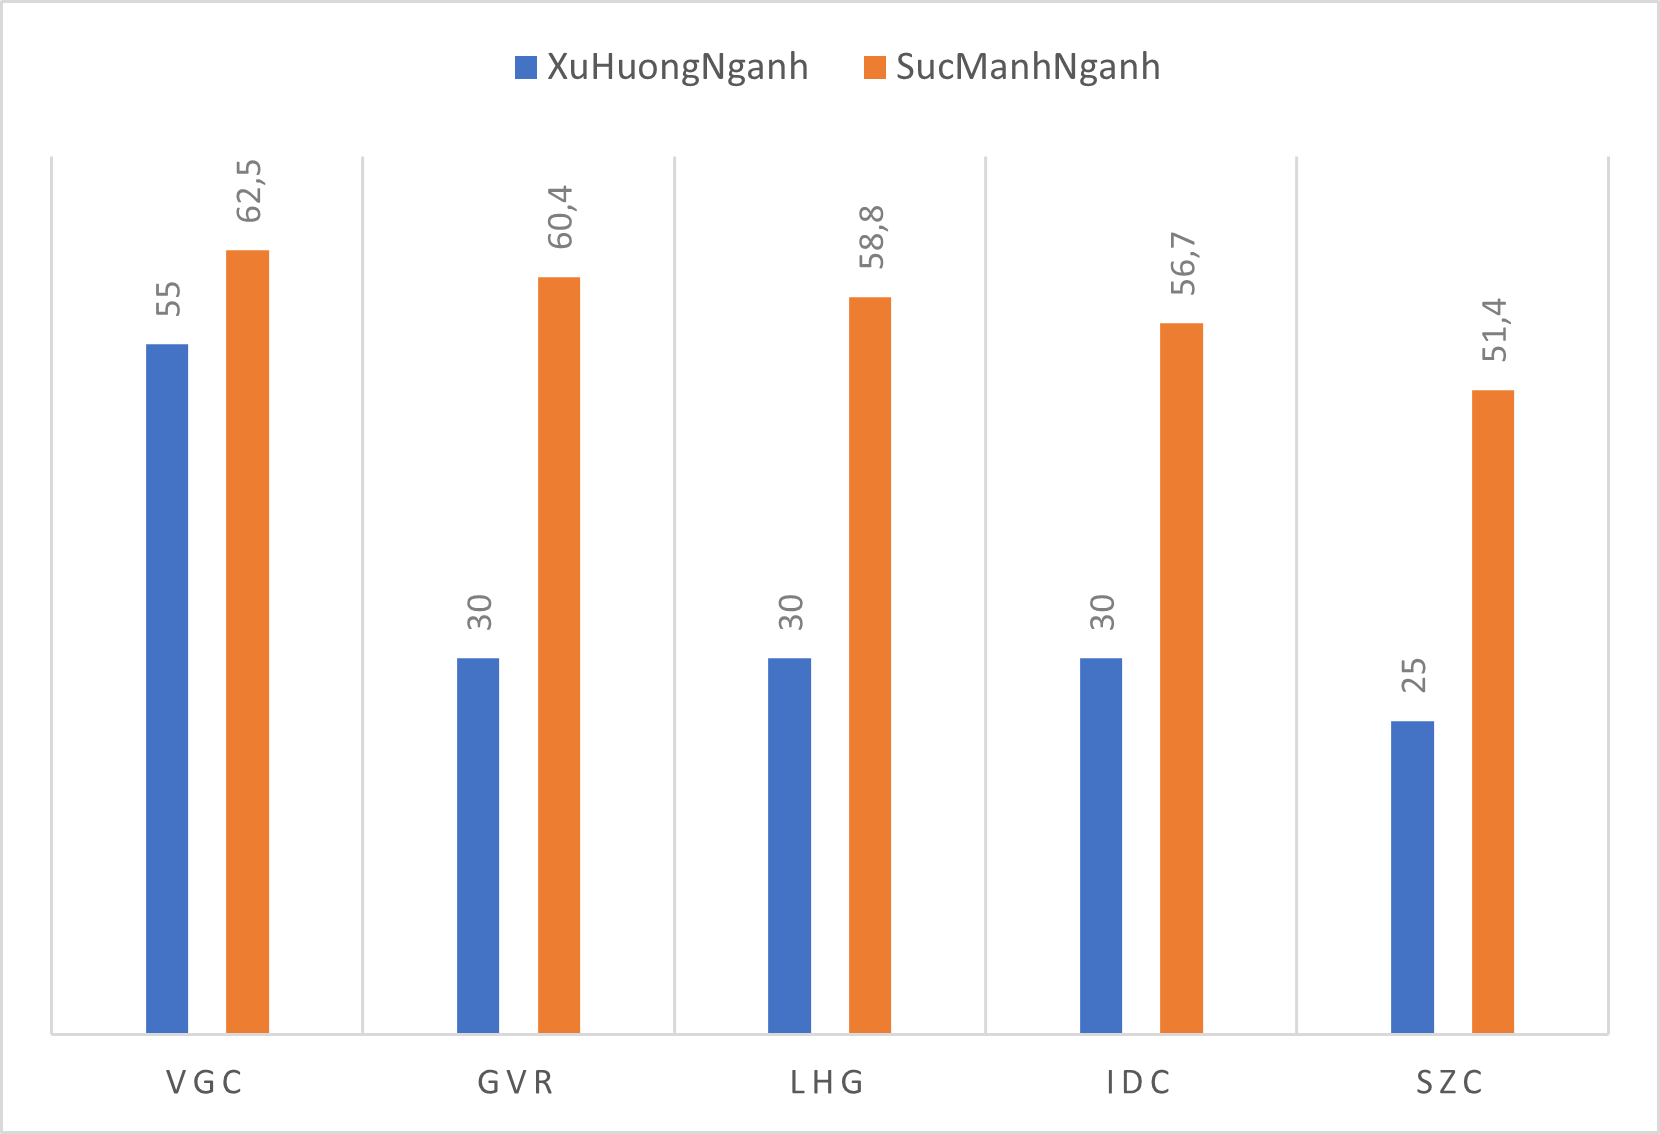 XuHuongNganh SucManhNganh
55 62,5 30 60,4 30 58,8 30 56,7 25 51,4
VGC GVR LHG IDC SZC